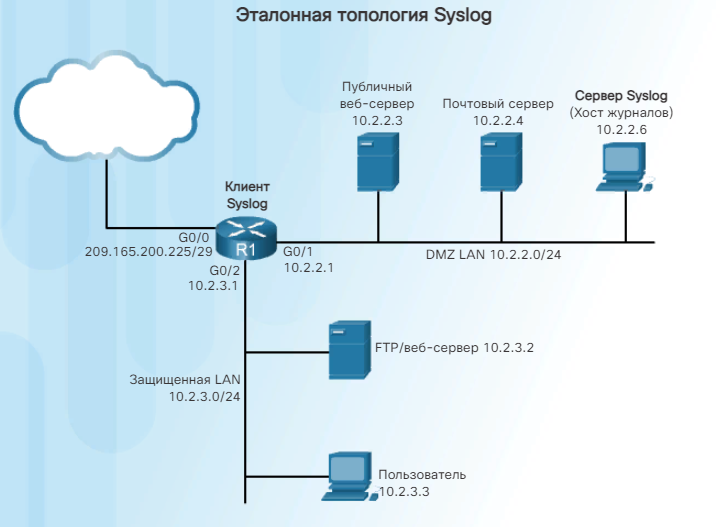 Эталонная топология Syslog
Публичный
веб-сервер
10.2.2.3
Почтовый сервер
10.2.2.4
Сервер Syslog
(Хост журналов)
10.2.2.6
Клиент
Syslog
R1
G0/0
209.165.200.225/29
G0/1
10.2.2.1
DMZ LAN 10.2.2.0/24
G0/2
10.2.3.1
FTP/веб-сервер 10.2.3.2
Защищенная LAN
10.2.3.0/24
Пользователь
10.2.3.3